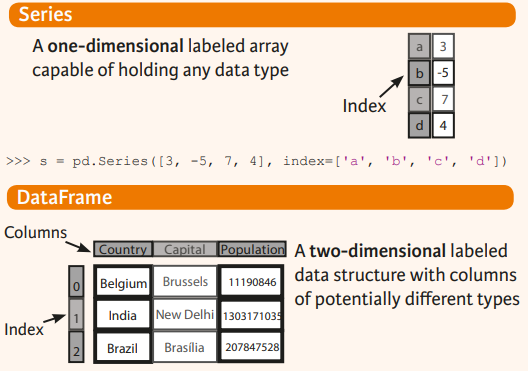 Series
A one-dimensional labeled array
capable of holding any data type
a 3
b -5
c 7
d 4
Index
>>> s = pd.Series([3, -5, 7, 4], index=['a', 'b', 'c', 'd'])
DataFrame
Columns
Country Capital Population
0 Belgium Brussels 11190846
1 India New Delhi 1303171035
2 Brazil Brasília 207847528
Index
A two-dimensional labeled
data structure with columns
of potentially different types